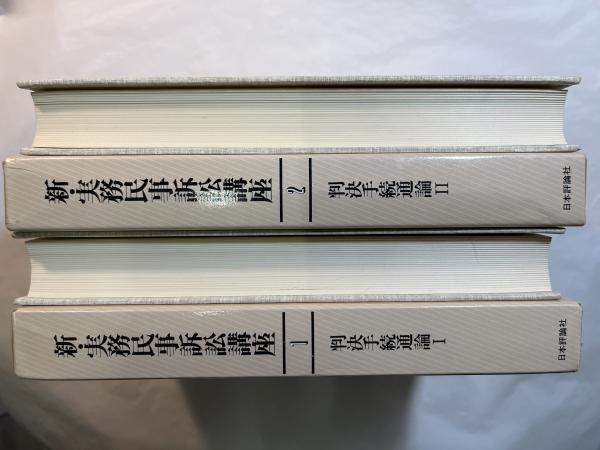 新・実務民事訴訟講座 2 判決手続通論 II 日本評論社
新・実務民事訴訟講座 1 判決手続通論 I 日本評論社